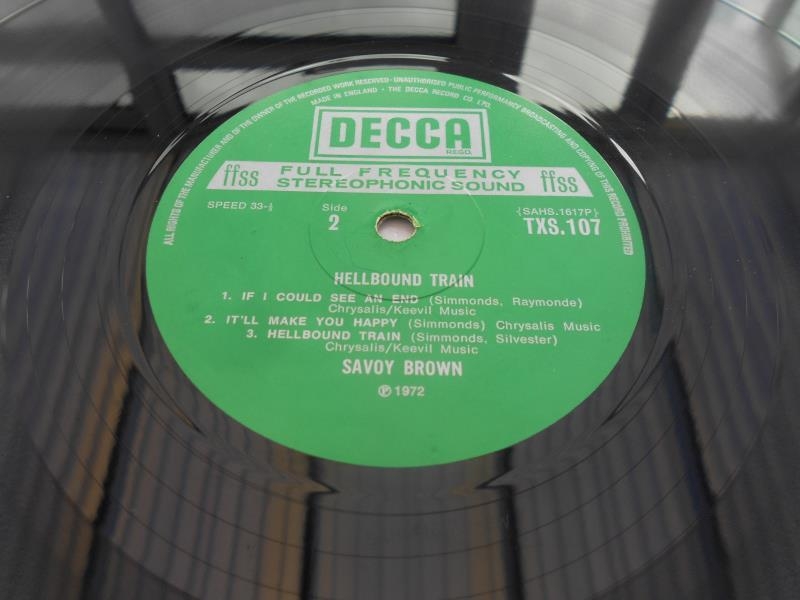 ALL RIGHTS OF THE MANUFACTURER AND OF THE OWNER OF THE RECORDED WORK RESERVED - UNAUTHORISED PUBLIC PERFORMANCE BROADCASTING AND COPYING OF THIS RECORD PROHIBITED
MADE IN ENGLAND • THE DECCA RECORD CO. LTD.
DECCA
REGD.
ffss FULL FREQUENCY ffss
STEREOPHONIC SOUND
SPEED 33-⅓ Side {SAHS.1617P}
2 TXS.107
HELLBOUND TRAIN
1. IF I COULD SEE AN END (Simmonds, Raymonde)
Chrysalis/Keevil Music
2. IT'LL MAKE YOU HAPPY (Simmonds) Chrysalis Music
3. HELLBOUND TRAIN (Simmonds, Silvester)
Chrysalis/Keevil Music
SAVOY BROWN
Ⓟ 1972